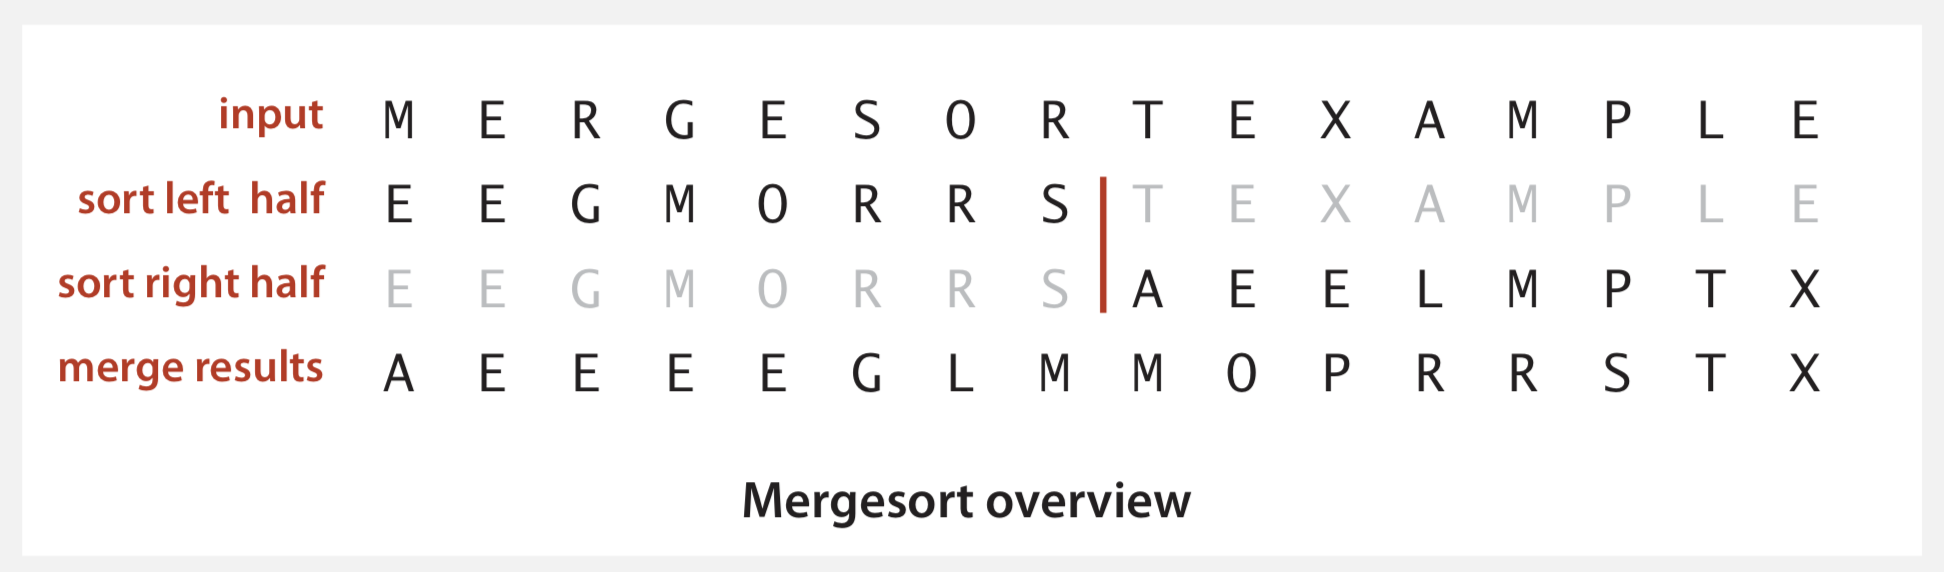 input M E R G E S O R T E X A M P L E
sort left half E E G M O R R S T E X A M P L E
sort right half E E G M O R R S A E E L M P T X
merge results A E E E E G L M M O P R R S T X
Mergesort overview